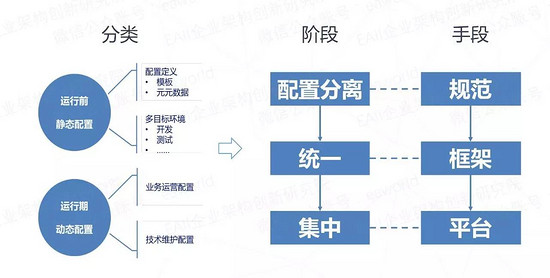 分类
运行前
静态配置
配置定义
• 模板
• 元元数据
多目标环境
• 开发
• 测试
• ......
运行期
动态配置
业务运营配置
技术维护配置
阶段
手段
配置分离
规范
统一
框架
集中
平台